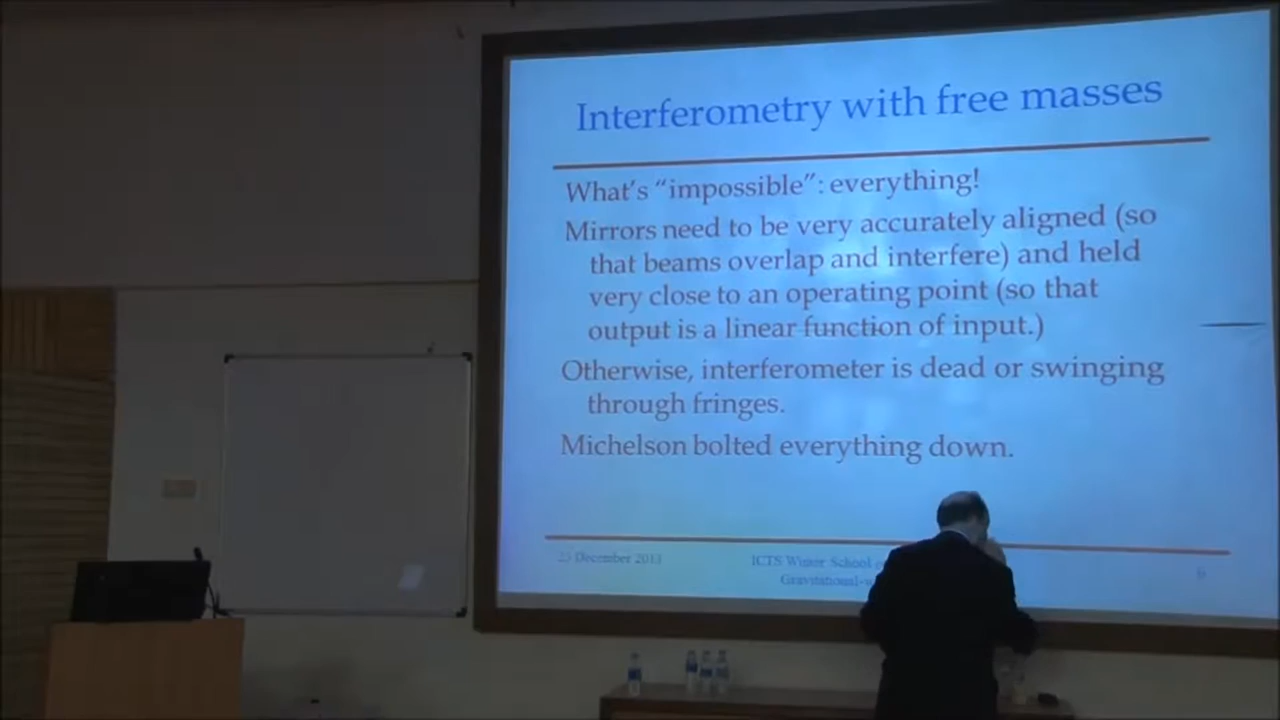 Interferometry with free masses
What's "impossible": everything!
Mirrors need to be very accurately aligned (so
that beams overlap and interfere) and held
very close to an operating point (so that
output is a linear function of input.)
Otherwise, interferometer is dead or swinging
through fringes.
Michelson bolted everything down.
23 December 2013
ICTS Winter School
Gravitational-
6